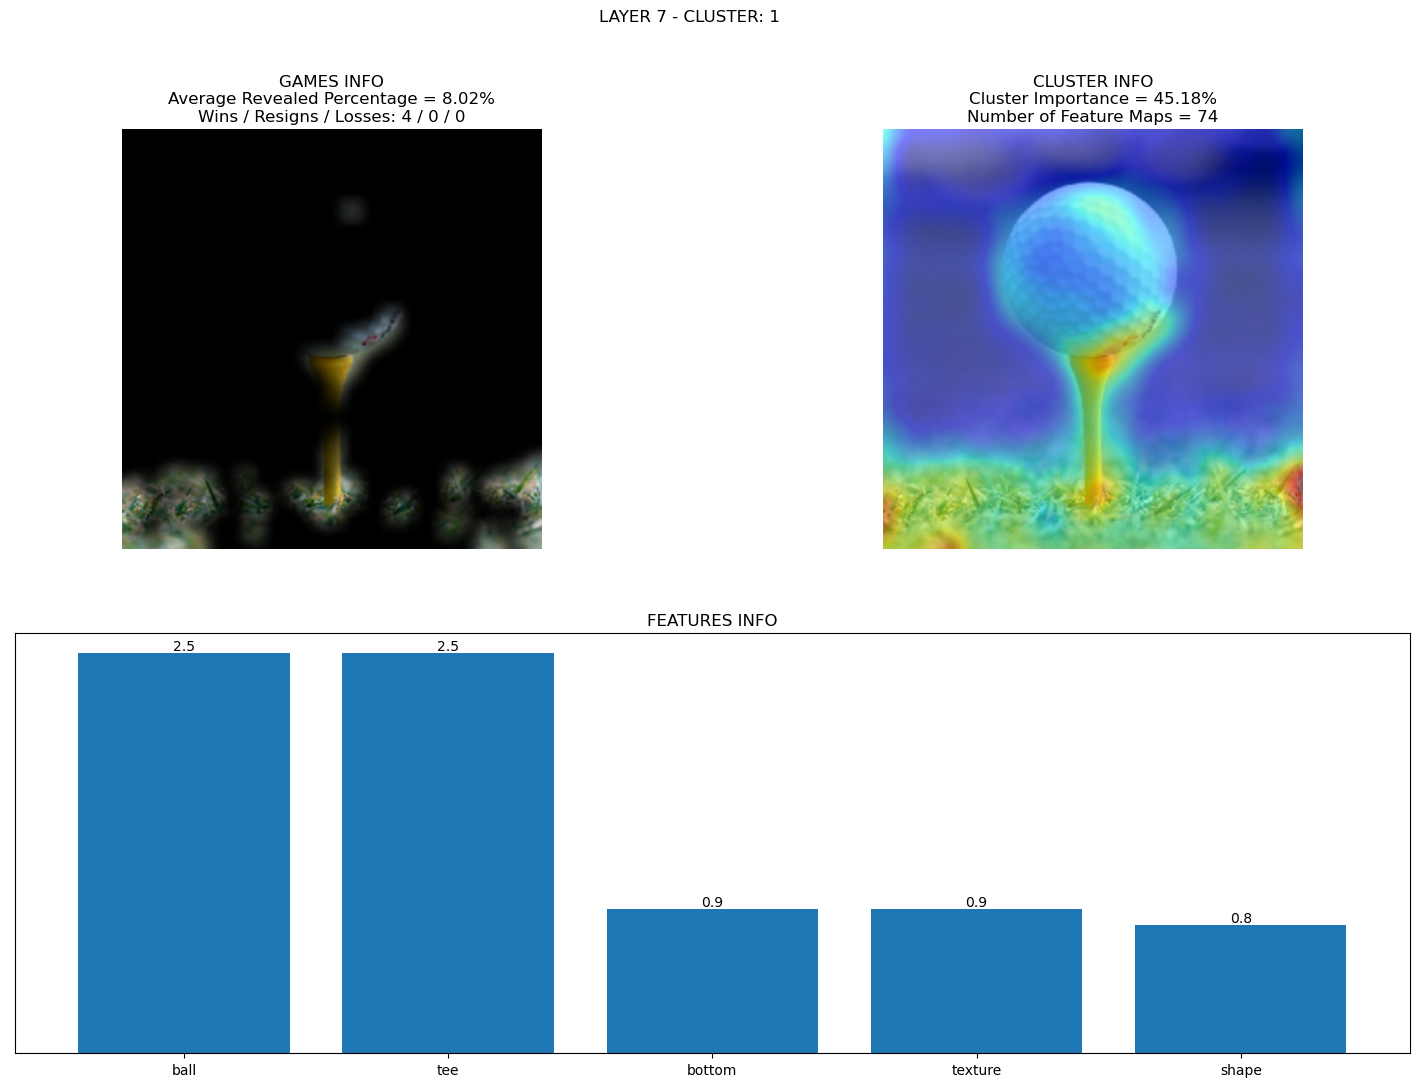 LAYER 7 - CLUSTER: 1
GAMES INFO
Average Revealed Percentage = 8.02%
Wins / Resigns / Losses: 4 / 0 / 0
CLUSTER INFO
Cluster Importance = 45.18%
Number of Feature Maps = 74
FEATURES INFO
2.5
2.5
0.9
0.9
0.8
ball
tee
bottom
texture
shape